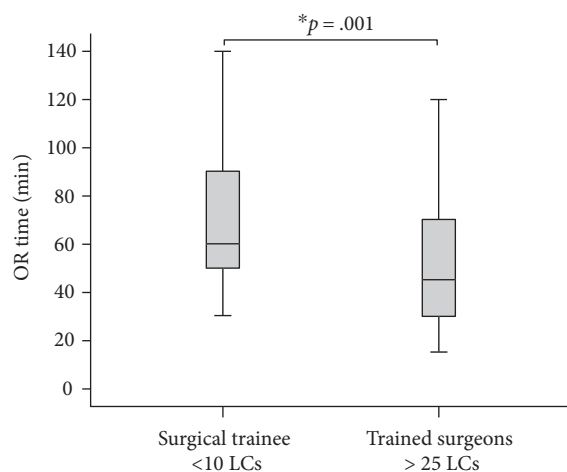 *p = .001
140
120
100
80
60
40
20
0
OR time (min)
Surgical trainee
<10 LCs
Trained surgeons
> 25 LCs